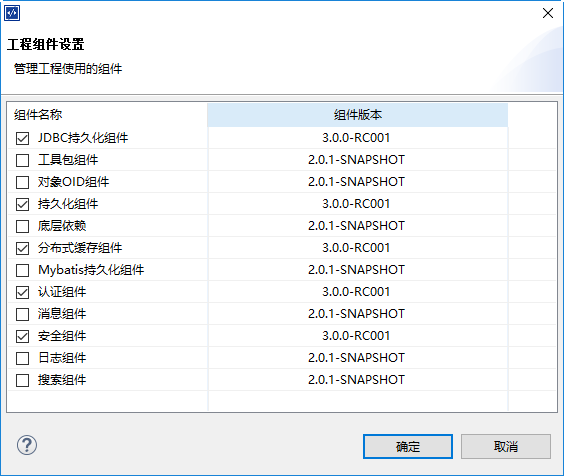 工程组件设置
管理工程使用的组件
组件名称 组件版本
JDBC持久化组件 3.0.0-RC001
工具包组件 2.0.1-SNAPSHOT
对象OID组件 2.0.1-SNAPSHOT
持久化组件 3.0.0-RC001
底层依赖 2.0.1-SNAPSHOT
分布式缓存组件 3.0.0-RC001
Mybatis持久化组件 2.0.1-SNAPSHOT
认证组件 3.0.0-RC001
消息组件 2.0.1-SNAPSHOT
安全组件 3.0.0-RC001
日志组件 2.0.1-SNAPSHOT
搜索组件 2.0.1-SNAPSHOT
? 确定 取消